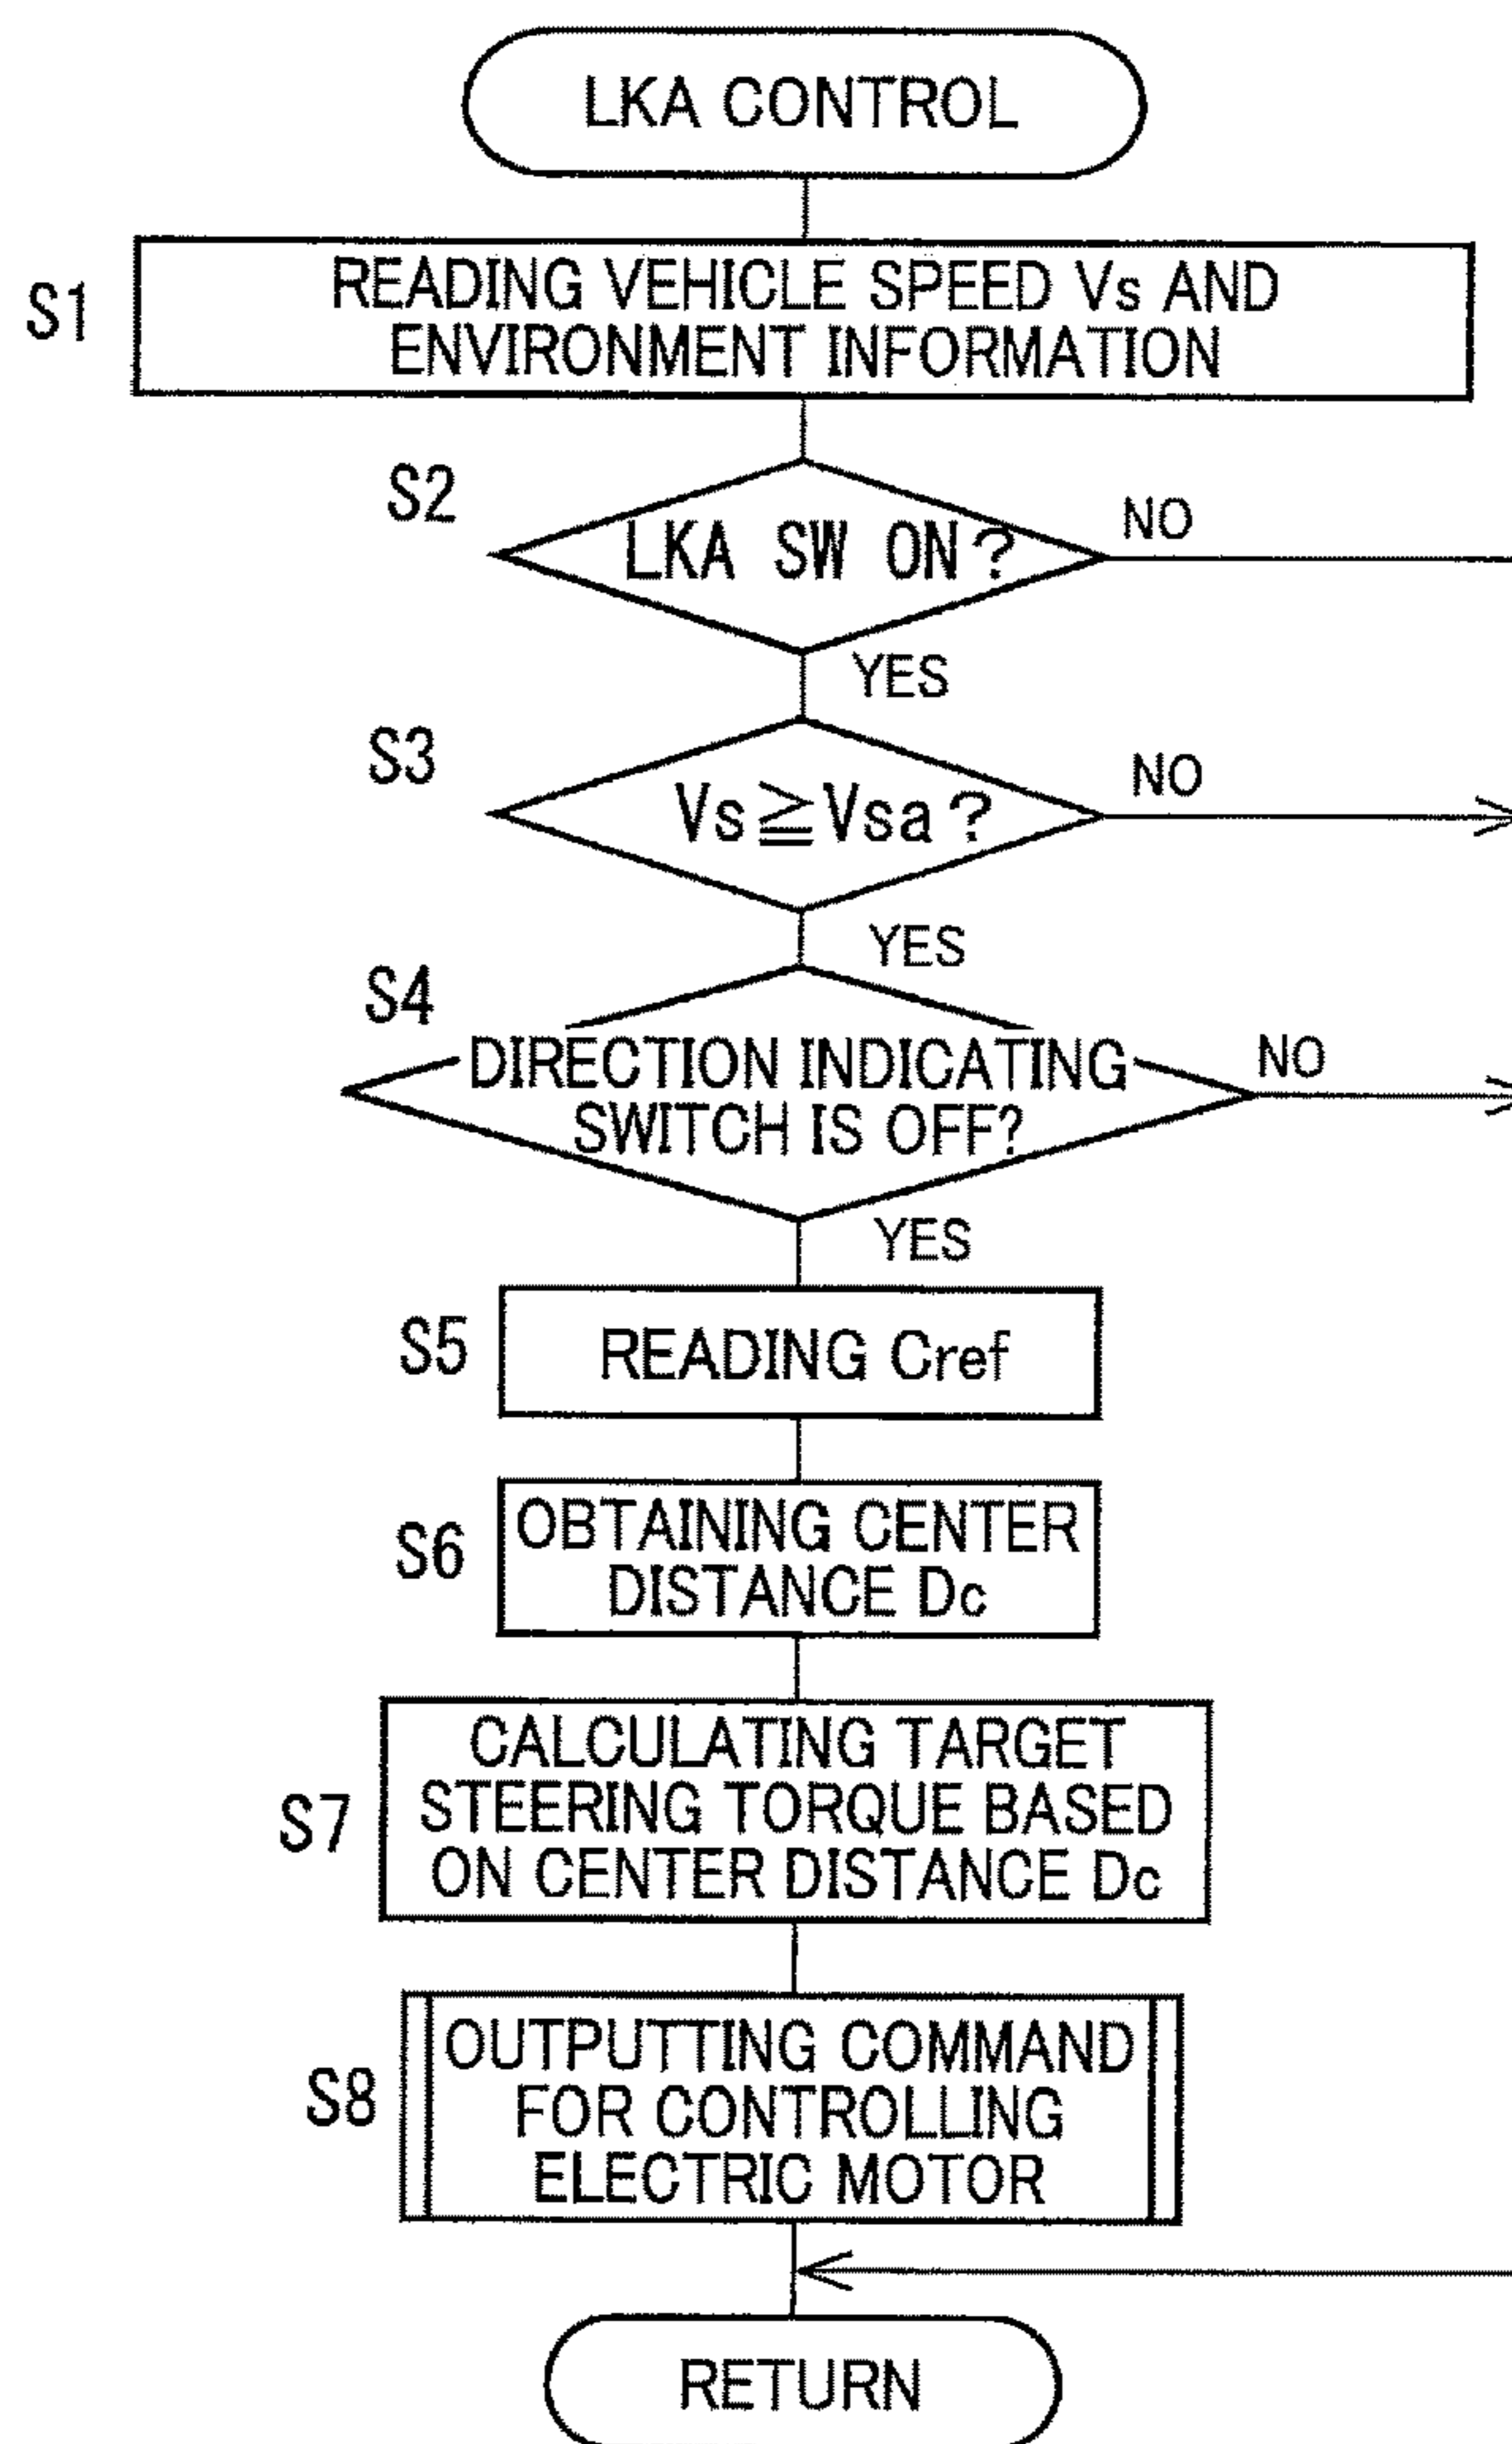 LKA CONTROL
S1
READING VEHICLE SPEED Vs AND
ENVIRONMENT INFORMATION
S2
LKA SW ON?
NO
YES
S3
Vs≧Vsa?
NO
YES
S4
DIRECTION INDICATING
SWITCH IS OFF?
NO
YES
S5
READING Cref
S6
OBTAINING CENTER
DISTANCE Dc
S7
CALCULATING TARGET
STEERING TORQUE BASED
ON CENTER DISTANCE Dc
S8
OUTPUTTING COMMAND
FOR CONTROLLING
ELECTRIC MOTOR
RETURN